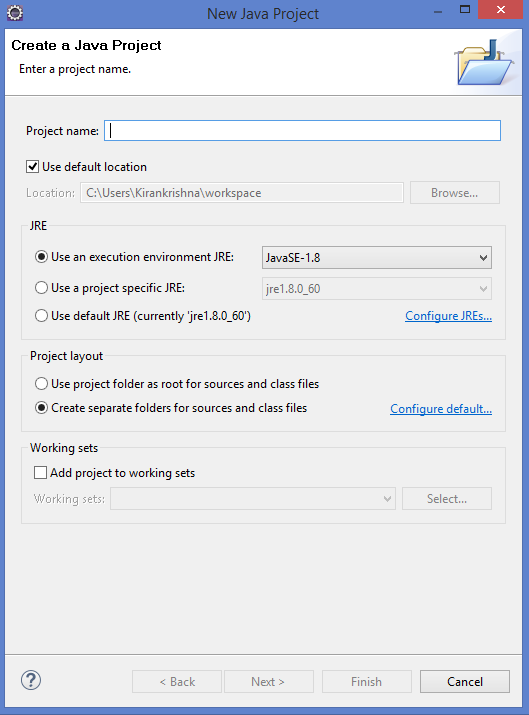 New Java Project
Create a Java Project
Enter a project name.
Project name:
Use default location
Location: C:\Users\Kirankrishna\workspace Browse...
JRE
Use an execution environment JRE: JavaSE-1.8
Use a project specific JRE: jre1.8.0_60
Use default JRE (currently 'jre1.8.0_60') Configure JREs...
Project layout
Use project folder as root for sources and class files
Create separate folders for sources and class files Configure default...
Working sets
Add project to working sets
Working sets: Select...
? < Back Next > Finish Cancel